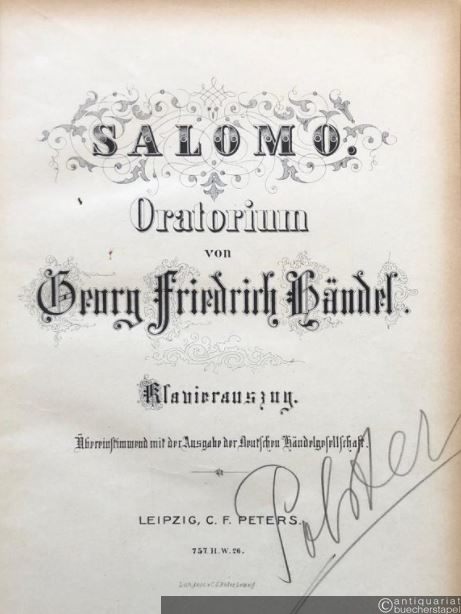 SALOMO.
Oratorium
von
Georg Friedrich Händel.
Klavierauszug.
Übereinstimmend mit der Ausgabe der Deutschen Händelgesellschaft.
LEIPZIG, C. F. PETERS.
757. H. W. 26.
©antiquariat
buecherstapel